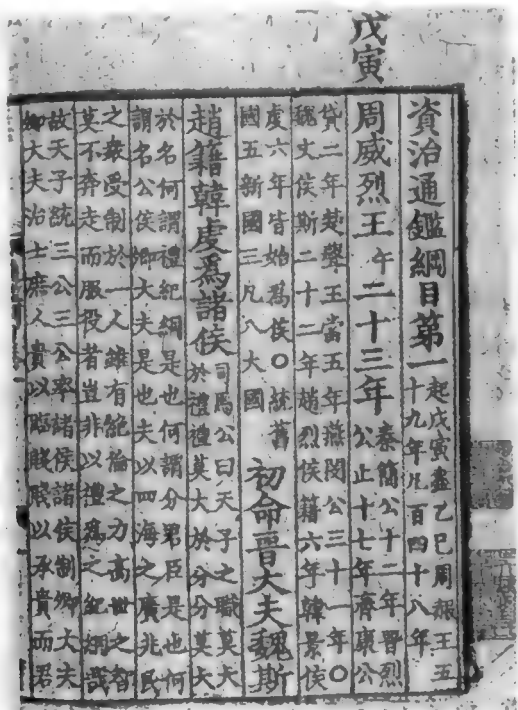 戊寅
資治通鑑綱目第一
起戊寅盡乙巳周赧王五
十九年凡百四十八年
周威烈王午二十三年
秦簡公十二年晉烈
公止十七年齊康公
貸二年楚聲王當五年燕閔公三十一年〇
魏文侯斯二十二年趙烈侯籍六年韓景侯
虔六年皆始爲侯〇統舊
國五新國三凡八大國
初命晉大夫魏斯
趙籍韓虔爲諸侯
司馬公曰天子之職莫大
於禮禮莫大於分分莫大
於名何謂禮紀綱是也何謂分君臣是也何
謂名公侯卿大夫是也夫以四海之廣兆民
之衆受制於一人雖有絶倫之力高世之智
莫不奔走而服役者豈非以禮爲之紀綱哉
故天子統三公三公率諸侯諸侯制卿大夫
卿大夫治士庶人貴以臨賤賤以承貴而君